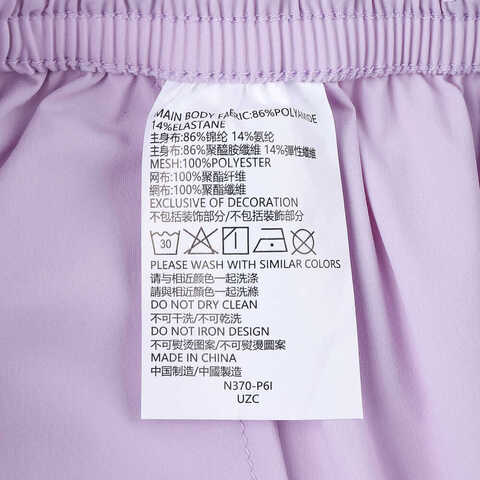 MAIN BODY FABRIC:86%POLYAMIDE
14%ELASTANE
主身布:86%锦纶 14%氨纶
主身布:86%聚醯胺纖維 14%彈性纖維
MESH:100%POLYESTER
网布:100%聚酯纤维
網布:100%聚酯纖維
EXCLUSIVE OF DECORATION
不包括装饰部分/不包括裝飾部分
30
PLEASE WASH WITH SIMILAR COLORS
请与相近颜色一起洗涤
請與相近顏色一起洗滌
DO NOT DRY CLEAN
不可干洗/不可乾洗
DO NOT IRON DESIGN
不可熨烫图案/不可熨燙圖案
MADE IN CHINA
中国制造/中國製造
N370-P6I
UZC